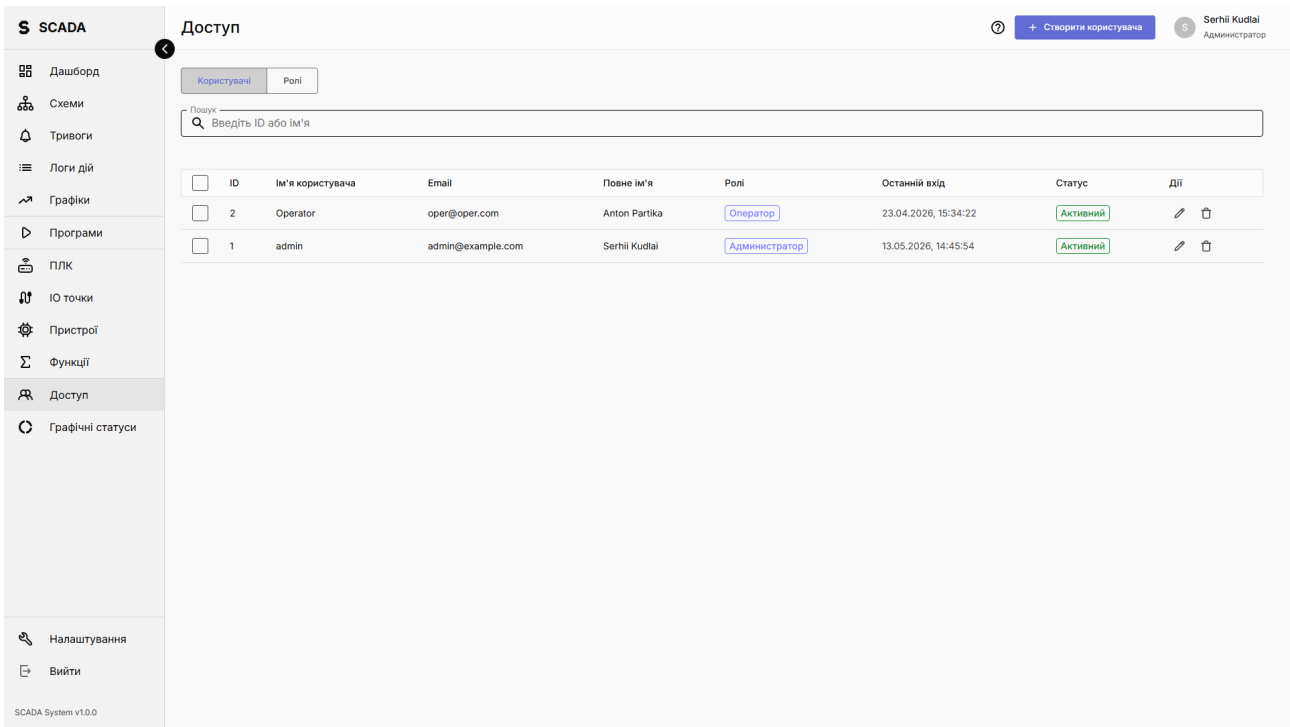 SCADA
Доступ
Створити користувача
S
Serhii Kudlai
Администратор
Дашборд
Схеми
Тривоги
Логи дій
Графіки
Програми
ПЛК
IO точки
Пристрої
Функції
Доступ
Графічні статуси
Налаштування
Вийти
SCADA System v1.0.0
Користувачі Ролі
Пошук
Введіть ID або ім'я
ID Ім'я користувача Email Повне ім'я Ролі Останній вхід Статус Дії
2 Operator oper@oper.com Anton Partika Оператор 23.04.2026, 15:34:22 Активний
1 admin admin@example.com Serhii Kudlai Администратор 13.05.2026, 14:45:54 Активний